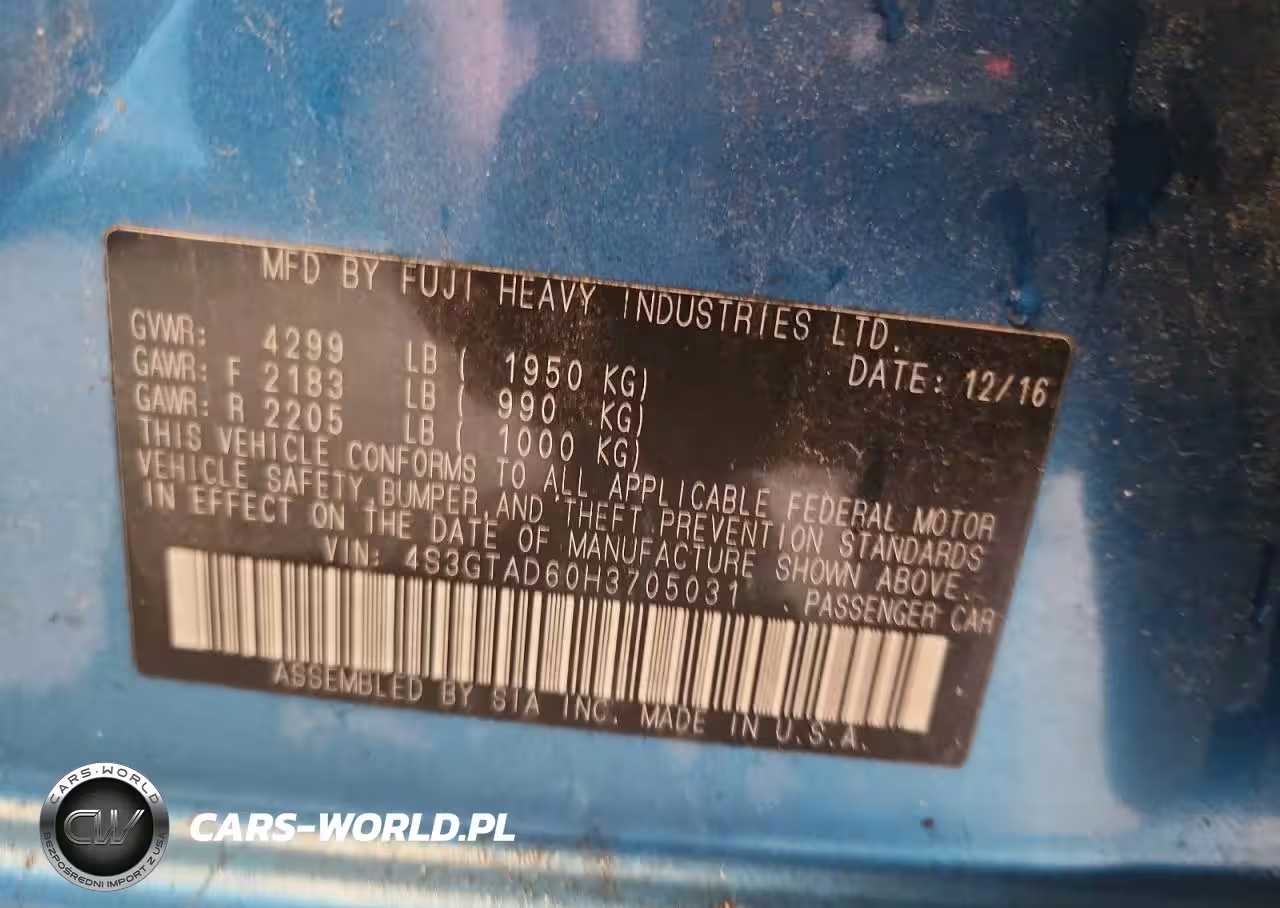 MFD BY FUJI HEAVY INDUSTRIES LTD.
GVWR: 4299 LB ( 1950 KG) DATE: 12/16
GAWR: F 2183 LB ( 990 KG)
GAWR: R 2205 LB ( 1000 KG)
THIS VEHICLE CONFORMS TO ALL APPLICABLE FEDERAL MOTOR
VEHICLE SAFETY,BUMPER,AND THEFT PREVENTION STANDARDS
IN EFFECT ON THE DATE OF MANUFACTURE SHOWN ABOVE.
VIN: 4S3GTAD60H3705031 PASSENGER CAR
ASSEMBLED BY SIA INC. MADE IN U.S.A.
CARS-WORLD
CW
BEZPOŚREDNI IMPORT Z USA
CARS-WORLD.PL